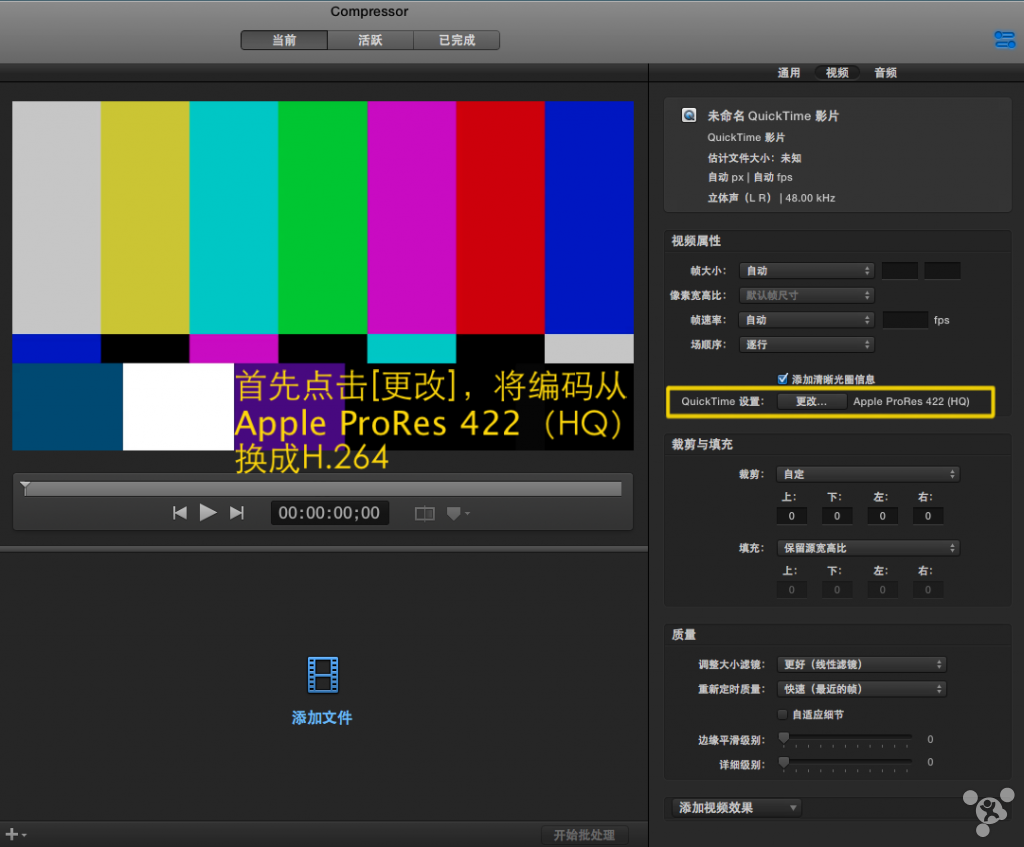 Compressor
当前
活跃
已完成
通用
视频
音频
未命名 QuickTime 影片
QuickTime 影片
估计文件大小：未知
自动 px | 自动 fps
立体声（L R） | 48.00 kHz
视频属性
帧大小： 自动
像素宽高比： 默认帧尺寸
帧速率： 自动 fps
场顺序： 逐行
添加清晰光圈信息
QuickTime 设置： 更改... Apple ProRes 422 (HQ)
首先点击[更改]，将编码从
Apple ProRes 422（HQ）
换成H.264
00:00:00;00
裁剪与填充
裁剪： 自定
上： 下： 左： 右：
0 0 0 0
填充： 保留源宽高比
上： 下： 左： 右：
0 0 0 0
质量
调整大小滤镜： 更好（线性滤镜）
重新定时质量： 快速（最近的帧）
自适应细节
边缘平滑级别： 0
详细级别： 0
添加视频效果
添加文件
开始批处理